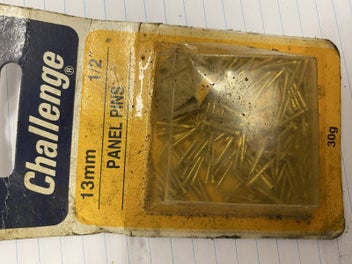 Challenge®
13mm 1/2"
PANEL PINS
30g